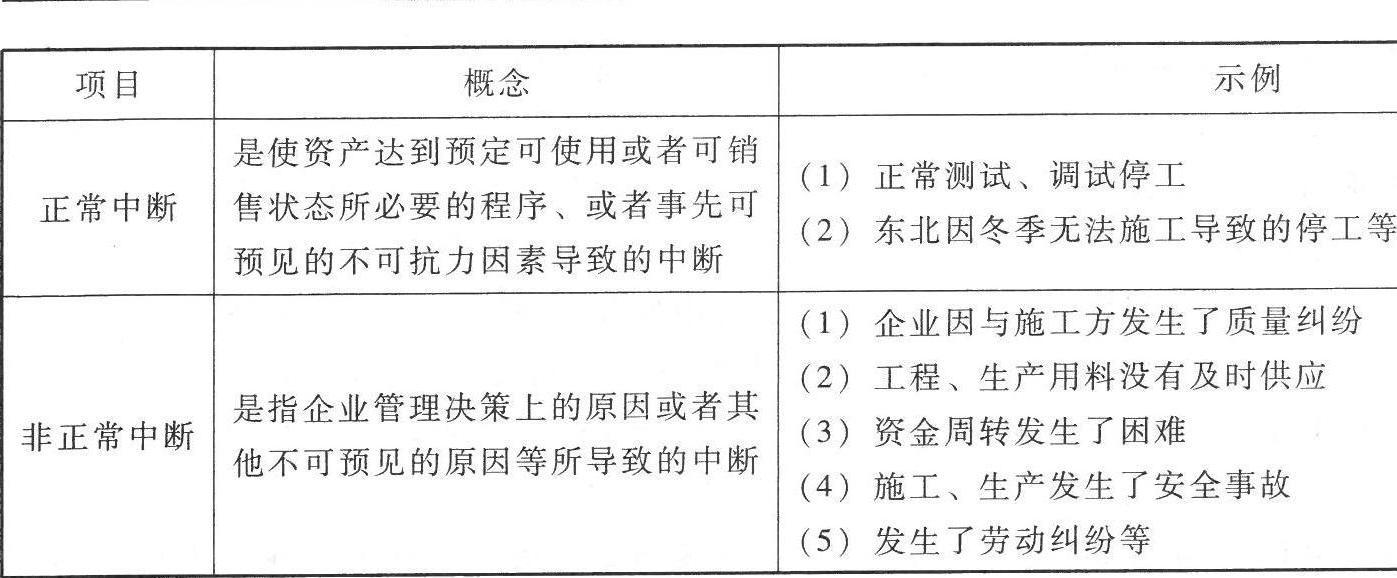 项目
概念
示例
正常中断
是使资产达到预定可使用或者可销
售状态所必要的程序、或者事先可
预见的不可抗力因素导致的中断
(1) 正常测试、调试停工
(2) 东北因冬季无法施工导致的停工等
非正常中断
是指企业管理决策上的原因或者其
他不可预见的原因等所导致的中断
(1) 企业因与施工方发生了质量纠纷
(2) 工程、生产用料没有及时供应
(3) 资金周转发生了困难
(4) 施工、生产发生了安全事故
(5) 发生了劳动纠纷等